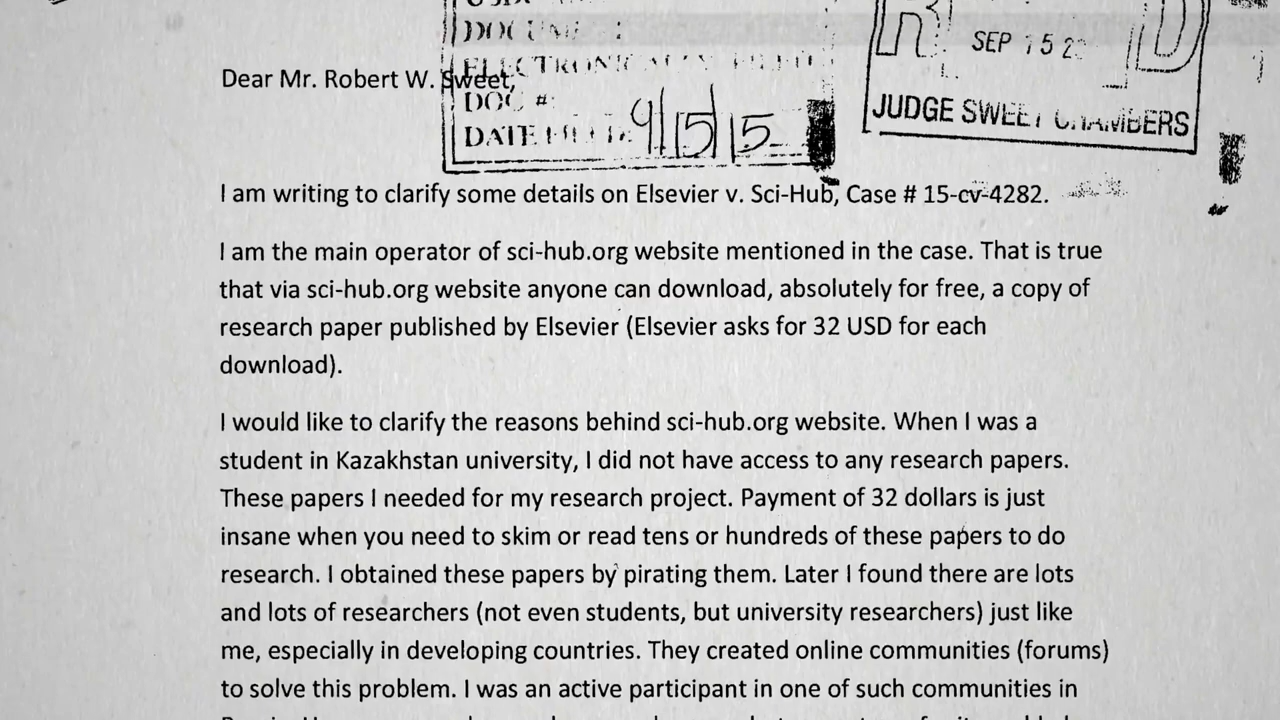 SEP 15 2
Dear Mr. Robert W. Sweet,
DOC #:
DATE 9/15/15
JUDGE SWEET CHAMBERS
I am writing to clarify some details on Elsevier v. Sci-Hub, Case # 15-cv-4282.
I am the main operator of sci-hub.org website mentioned in the case. That is true
that via sci-hub.org website anyone can download, absolutely for free, a copy of
research paper published by Elsevier (Elsevier asks for 32 USD for each
download).
I would like to clarify the reasons behind sci-hub.org website. When I was a
student in Kazakhstan university, I did not have access to any research papers.
These papers I needed for my research project. Payment of 32 dollars is just
insane when you need to skim or read tens or hundreds of these papers to do
research. I obtained these papers by pirating them. Later I found there are lots
and lots of researchers (not even students, but university researchers) just like
me, especially in developing countries. They created online communities (forums)
to solve this problem. I was an active participant in one of such communities in